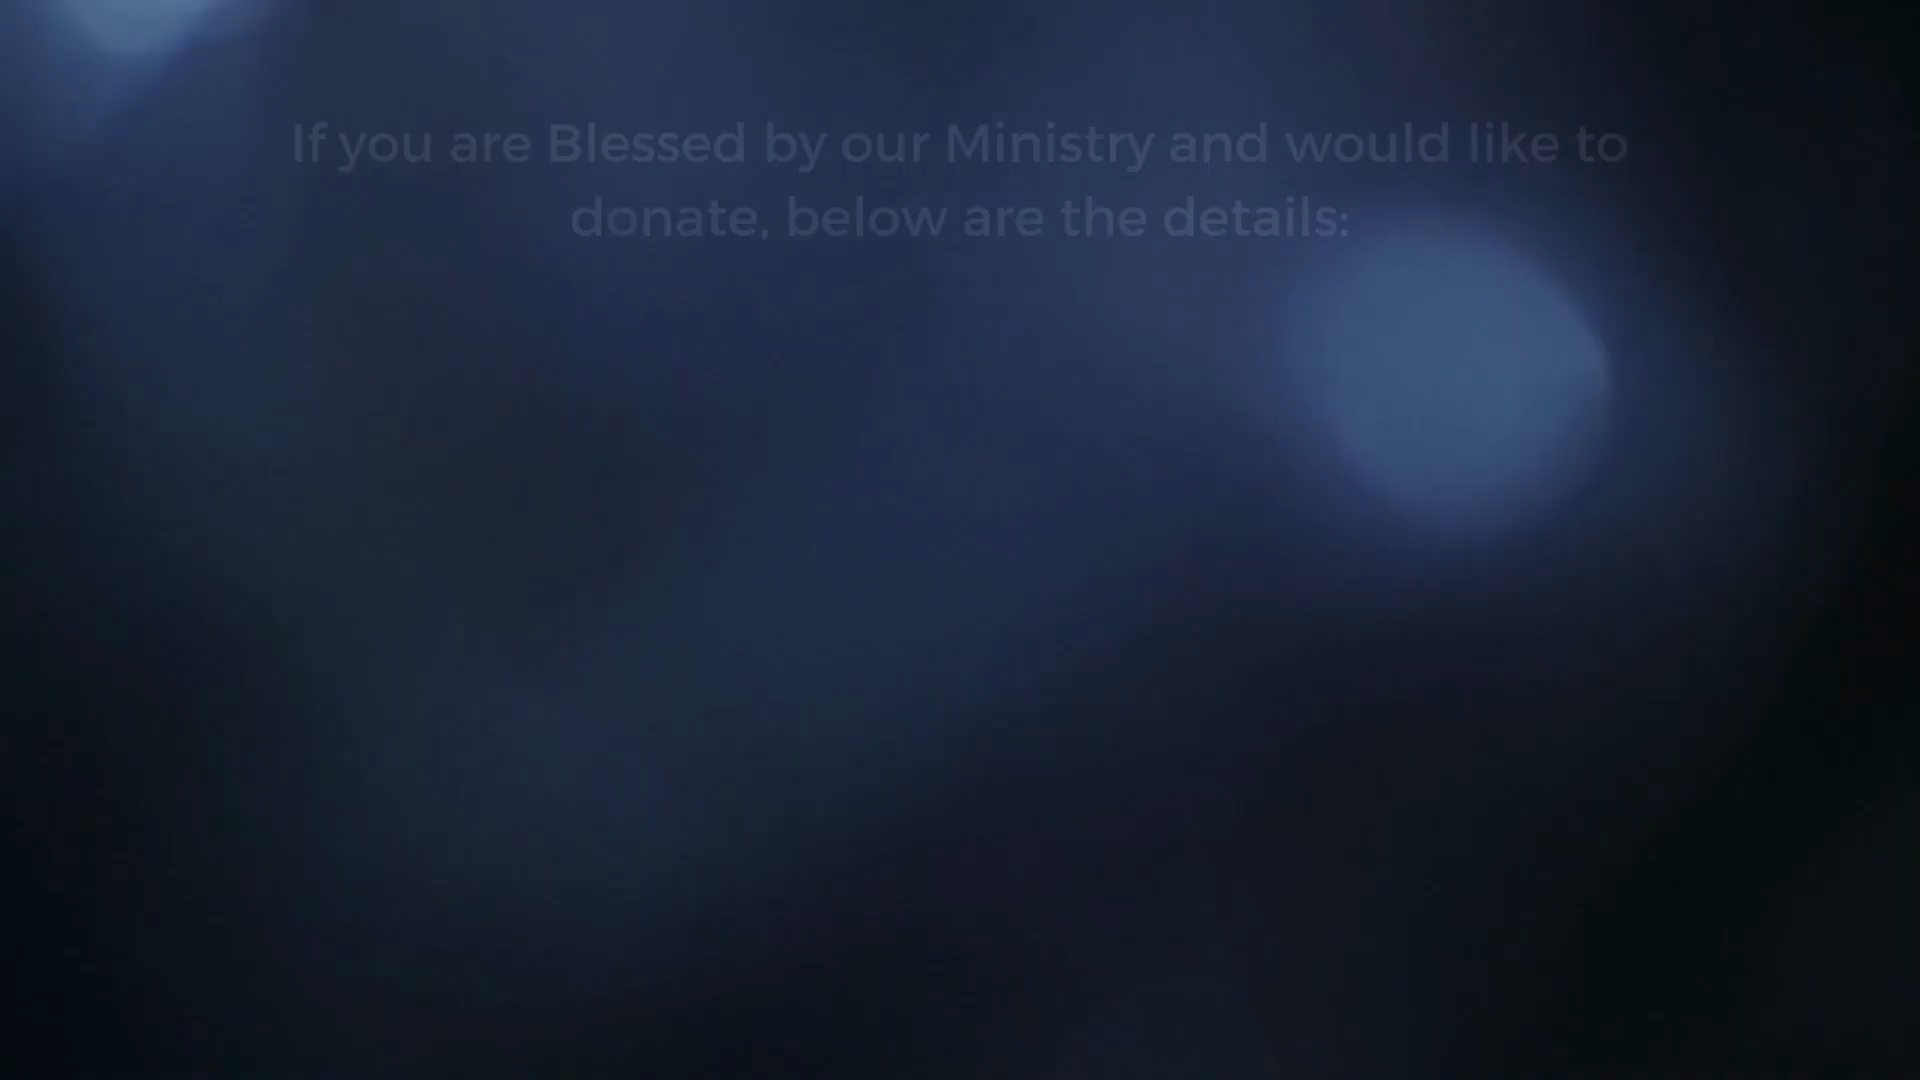 If you are Blessed by our Ministry and would like to
donate, below are the details: